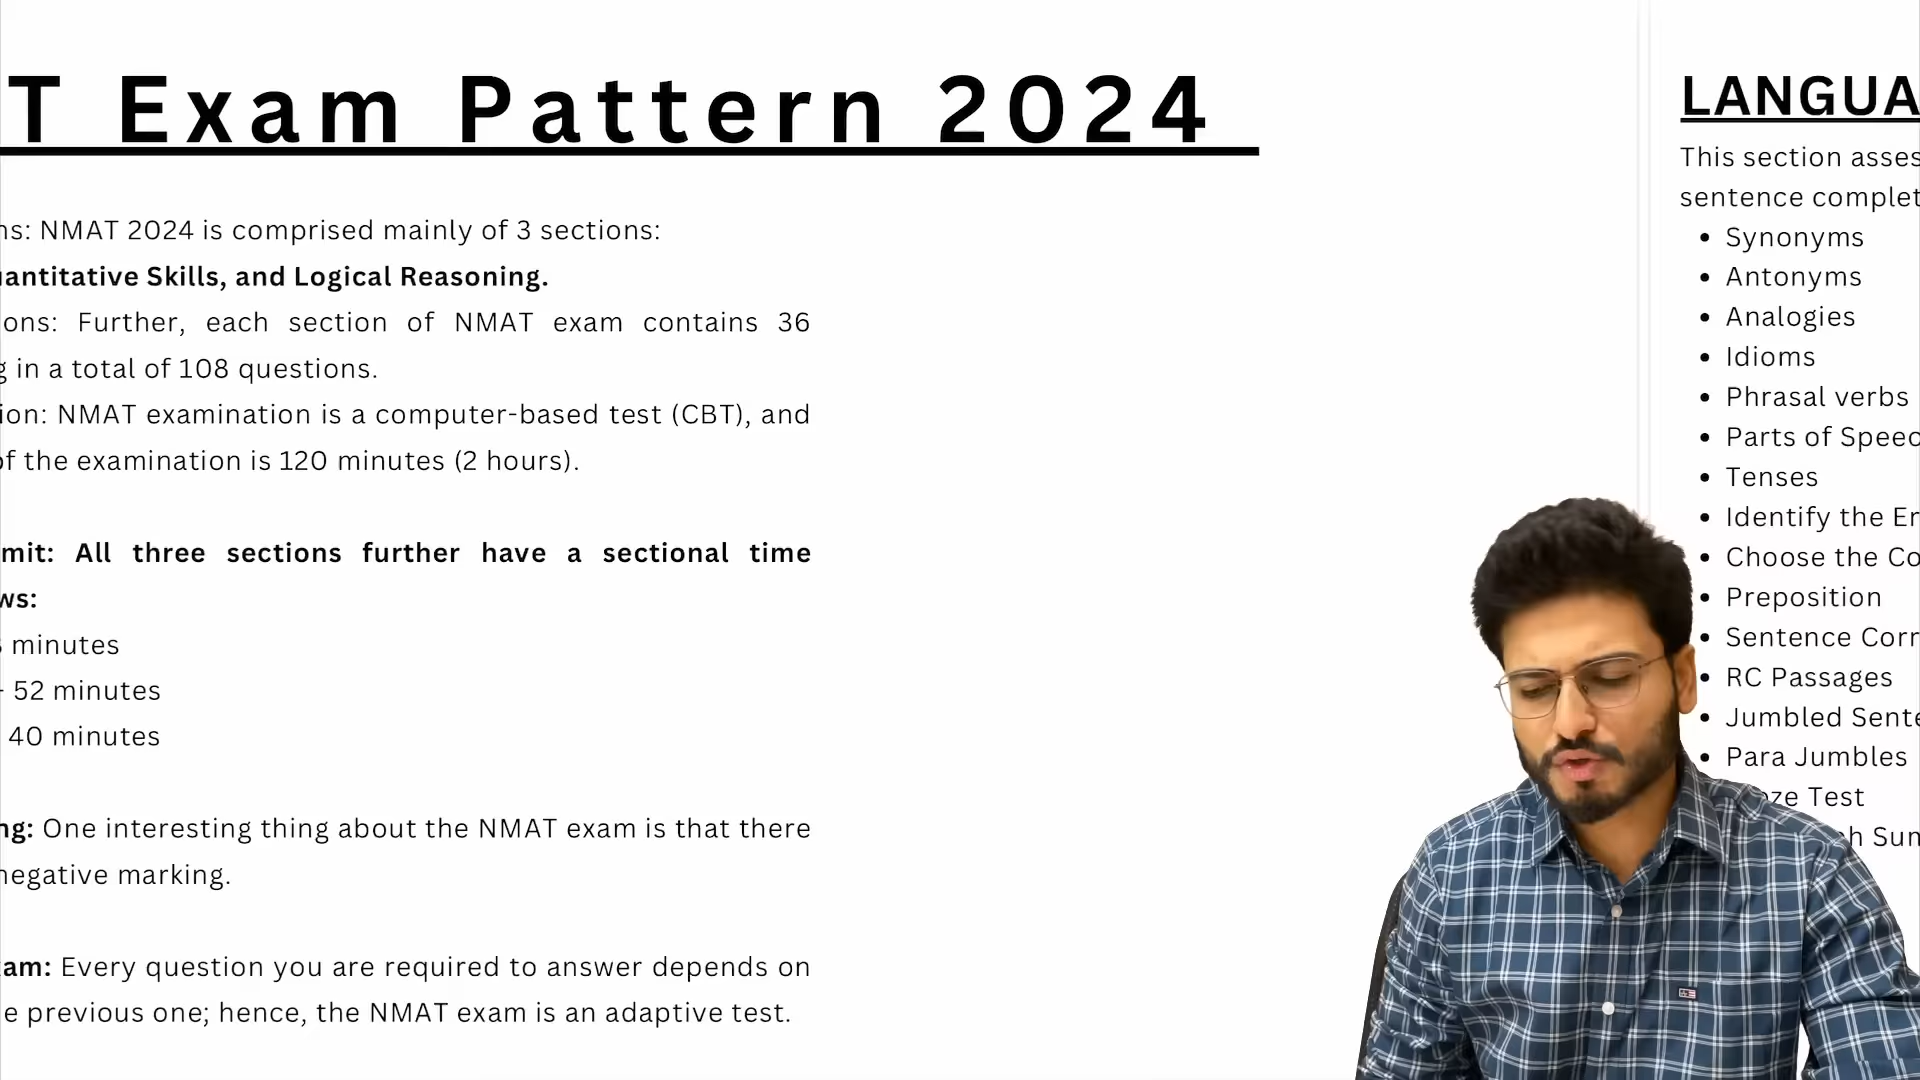 T Exam Pattern 2024
ns: NMAT 2024 is comprised mainly of 3 sections:
uantitative Skills, and Logical Reasoning.
ons: Further, each section of NMAT exam contains 36
g in a total of 108 questions.
ion: NMAT examination is a computer-based test (CBT), and
of the examination is 120 minutes (2 hours).
mit: All three sections further have a sectional time
ws:
minutes
- 52 minutes
40 minutes
ng: One interesting thing about the NMAT exam is that there
negative marking.
am: Every question you are required to answer depends on
e previous one; hence, the NMAT exam is an adaptive test.
LANGUA
This section asses
sentence complet
• Synonyms
• Antonyms
• Analogies
• Idioms
• Phrasal verbs
• Parts of Speec
• Tenses
• Identify the Er
• Choose the Co
• Preposition
• Sentence Corr
• RC Passages
• Jumbled Sente
• Para Jumbles
ze Test
h Sum